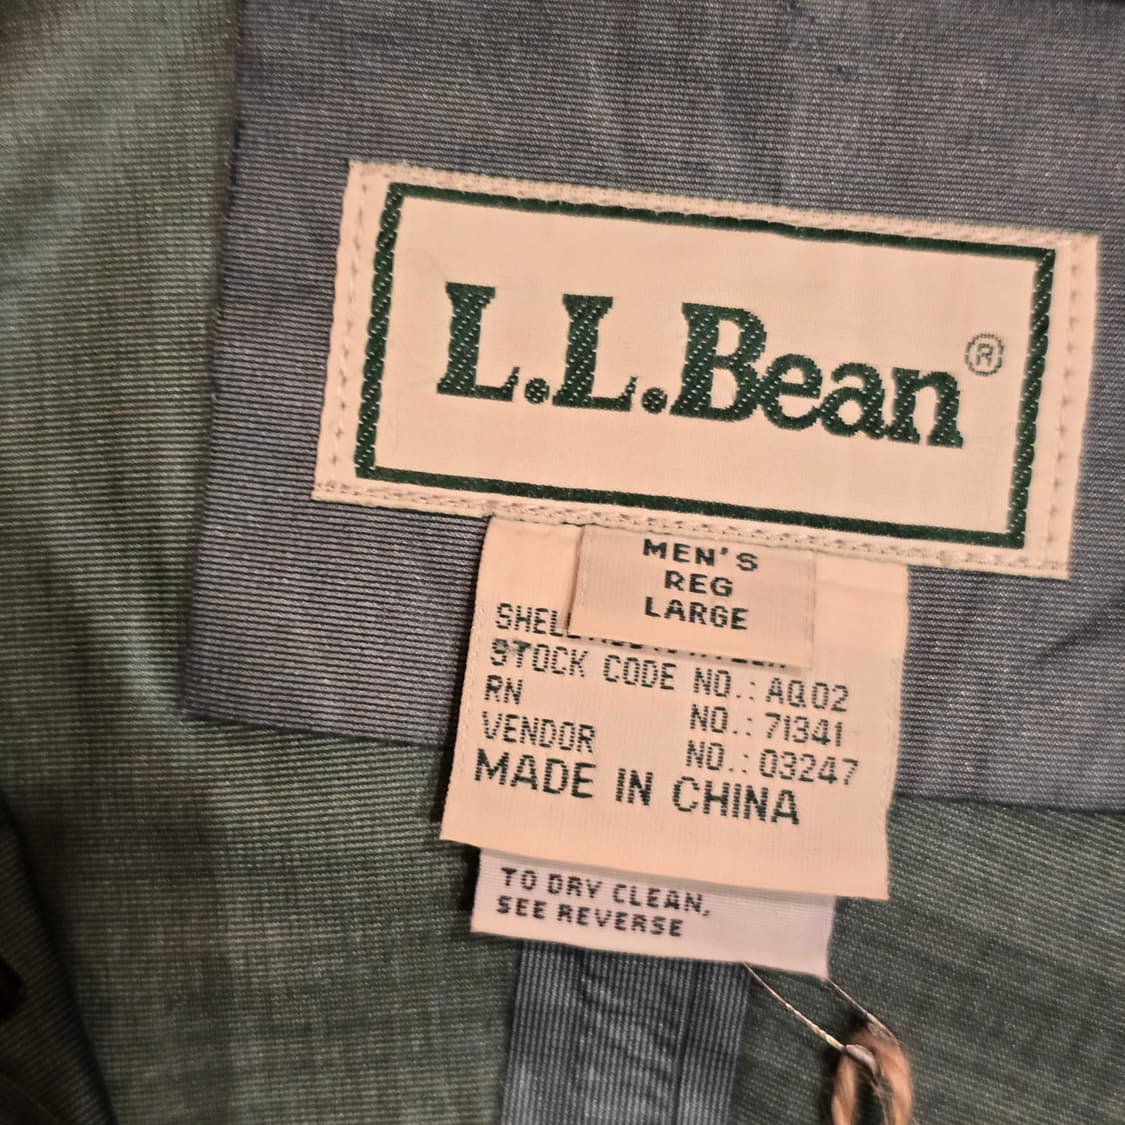 L.L.Bean®
MEN'S
REG
LARGE
STOCK CODE NO.: AQ02
RN NO.: 71341
VENDOR NO.: 03247
MADE IN CHINA
TO DRY CLEAN,
SEE REVERSE